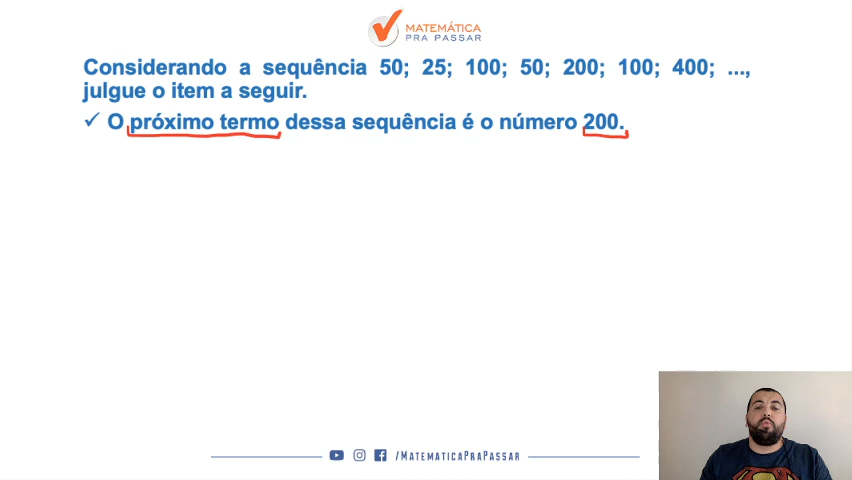 MATEMÁTICA
PRA PASSAR
Considerando a sequência 50; 25; 100; 50; 200; 100; 400; ...,
julgue o item a seguir.
✓ O próximo termo dessa sequência é o número 200.
/MatematicaPraPassar